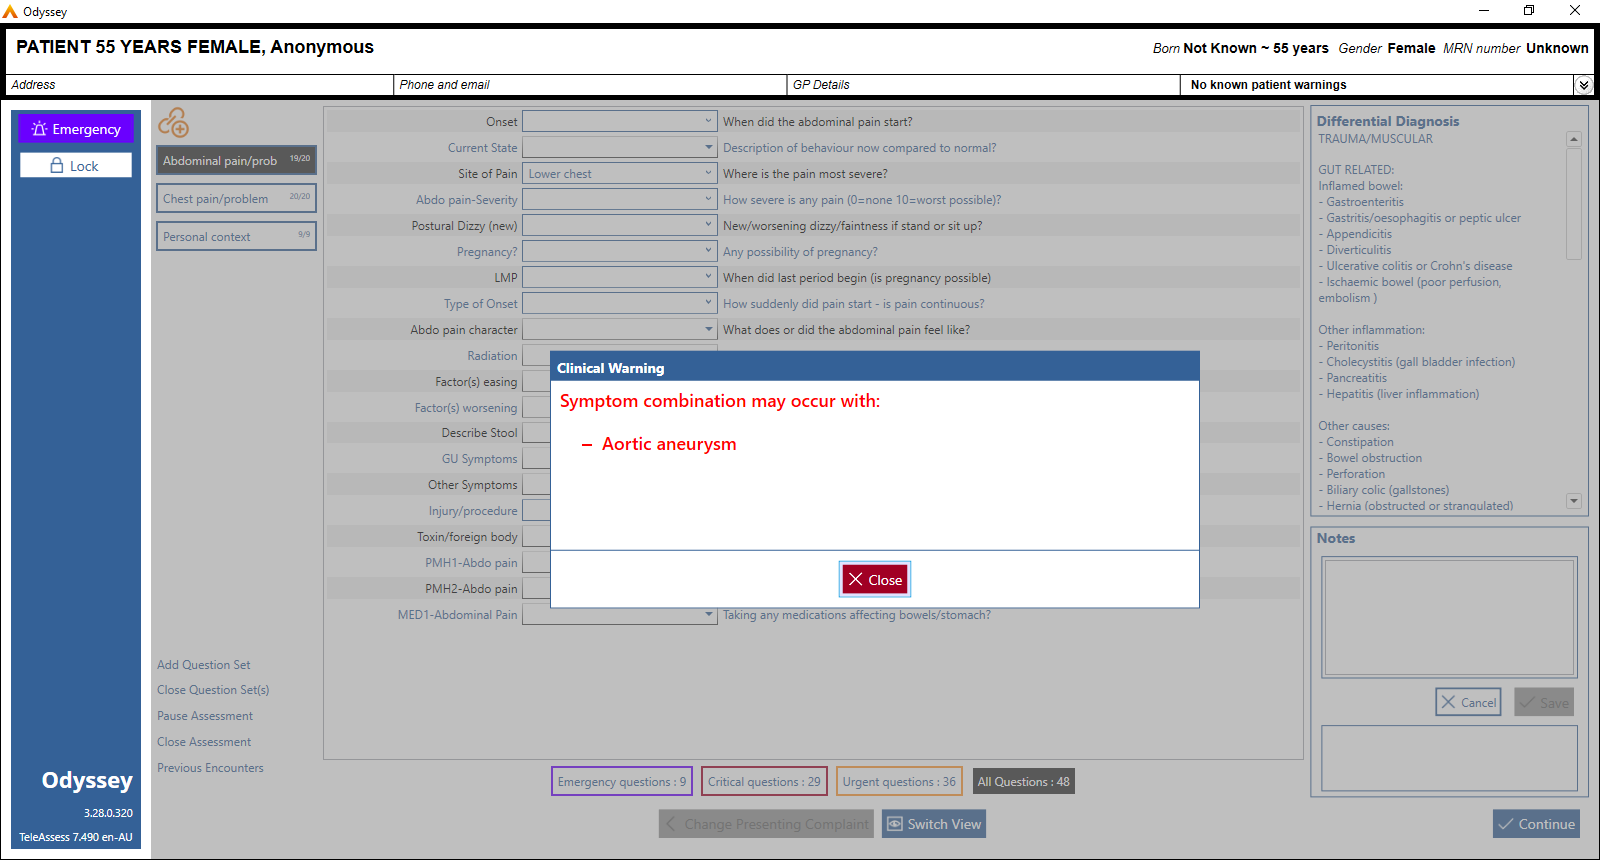 Odyssey
PATIENT 55 YEARS FEMALE, Anonymous
Born Not Known ~ 55 years Gender Female MRN number Unknown
Address
Phone and email
GP Details
No known patient warnings
Emergency
Lock
Abdominal pain/prob 19/20
Chest pain/problem 20/20
Personal context 9/9
Add Question Set
Close Question Set(s)
Pause Assessment
Close Assessment
Previous Encounters
Odyssey
3.28.0.320
TeleAssess 7.490 en-AU
Onset When did the abdominal pain start?
Current State Description of behaviour now compared to normal?
Site of Pain Lower chest Where is the pain most severe?
Abdo pain-Severity How severe is any pain (0=none 10=worst possible)?
Postural Dizzy (new) New/worsening dizzy/faintness if stand or sit up?
Pregnancy? Any possibility of pregnancy?
LMP When did last period begin (is pregnancy possible)
Type of Onset How suddenly did pain start - is pain continuous?
Abdo pain character What does or did the abdominal pain feel like?
Radiation
Factor(s) easing
Factor(s) worsening
Describe Stool
GU Symptoms
Other Symptoms
Injury/procedure
Toxin/foreign body
PMH1-Abdo pain
PMH2-Abdo pain
MED1-Abdominal Pain Taking any medications affecting bowels/stomach?
Clinical Warning
Symptom combination may occur with:
– Aortic aneurysm
Close
Emergency questions : 9
Critical questions : 29
Urgent questions : 36
All Questions : 48
Change Presenting Complaint
Switch View
Differential Diagnosis
TRAUMA/MUSCULAR
GUT RELATED:
Inflamed bowel:
- Gastroenteritis
- Gastritis/oesophagitis or peptic ulcer
- Appendicitis
- Diverticulitis
- Ulcerative colitis or Crohn's disease
- Ischaemic bowel (poor perfusion,
embolism )
Other inflammation:
- Peritonitis
- Cholecystitis (gall bladder infection)
- Pancreatitis
- Hepatitis (liver inflammation)
Other causes:
- Constipation
- Bowel obstruction
- Perforation
- Biliary colic (gallstones)
- Hernia (obstructed or strangulated)
Notes
Cancel
Save
Continue